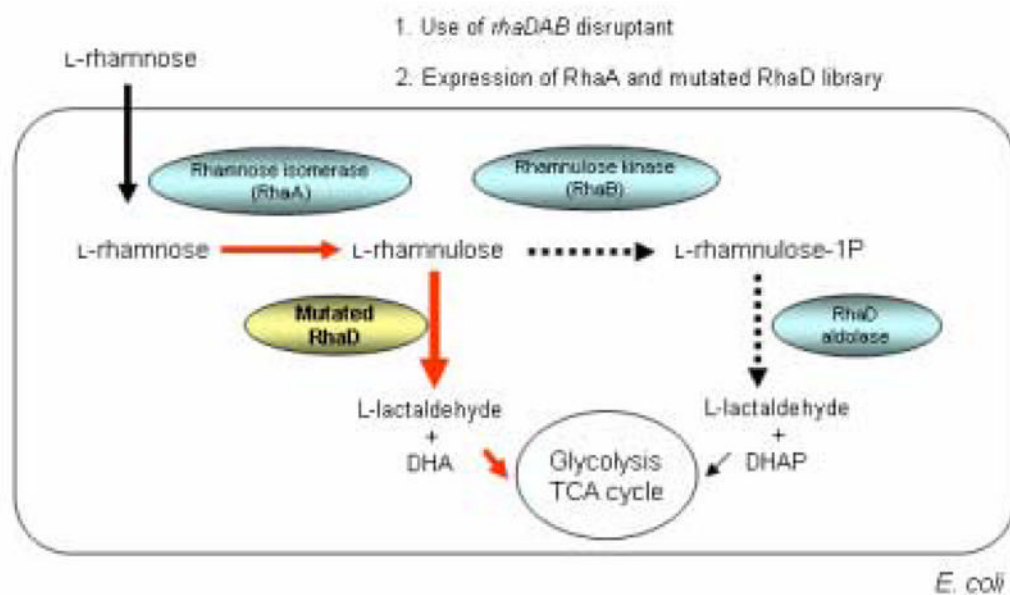 1. Use of rhaDAB disruptant
L-rhamnose
2. Expression of RhaA and mutated RhaD library
Rhamnose isomerase
(RhaA)
Rhamnulose kinase
(RhaB)
L-rhamnose
L-rhamnulose
L-rhamnulose-1P
Mutated
RhaD
RhaD
aldolase
L-lactaldehyde
+
DHA
L-lactaldehyde
+
DHAP
Glycolysis
TCA cycle
E. coli